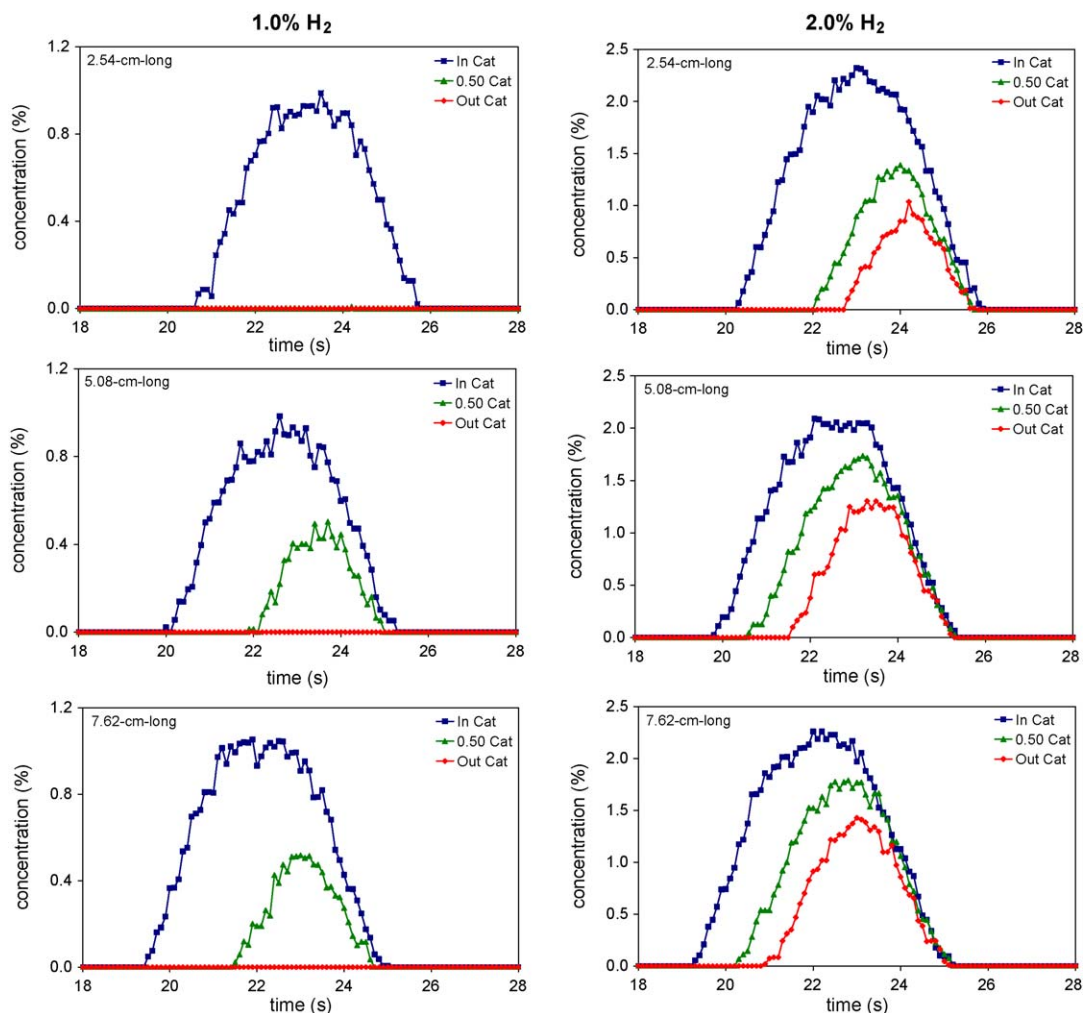 1.0% H2
2.0% H2
2.54-cm-long
In Cat
0.50 Cat
Out Cat
concentration (%)
1.2
0.8
0.4
0.0
18 20 22 24 26 28
time (s)
2.54-cm-long
In Cat
0.50 Cat
Out Cat
concentration (%)
2.5
2.0
1.5
1.0
0.5
0.0
18 20 22 24 26 28
time (s)
5.08-cm-long
In Cat
0.50 Cat
Out Cat
concentration (%)
1.2
0.8
0.4
0.0
18 20 22 24 26 28
time (s)
5.08-cm-long
In Cat
0.50 Cat
Out Cat
concentration (%)
2.5
2.0
1.5
1.0
0.5
0.0
18 20 22 24 26 28
time (s)
7.62-cm-long
In Cat
0.50 Cat
Out Cat
concentration (%)
1.2
0.8
0.4
0.0
18 20 22 24 26 28
time (s)
7.62-cm-long
In Cat
0.50 Cat
Out Cat
concentration (%)
2.5
2.0
1.5
1.0
0.5
0.0
18 20 22 24 26 28
time (s)